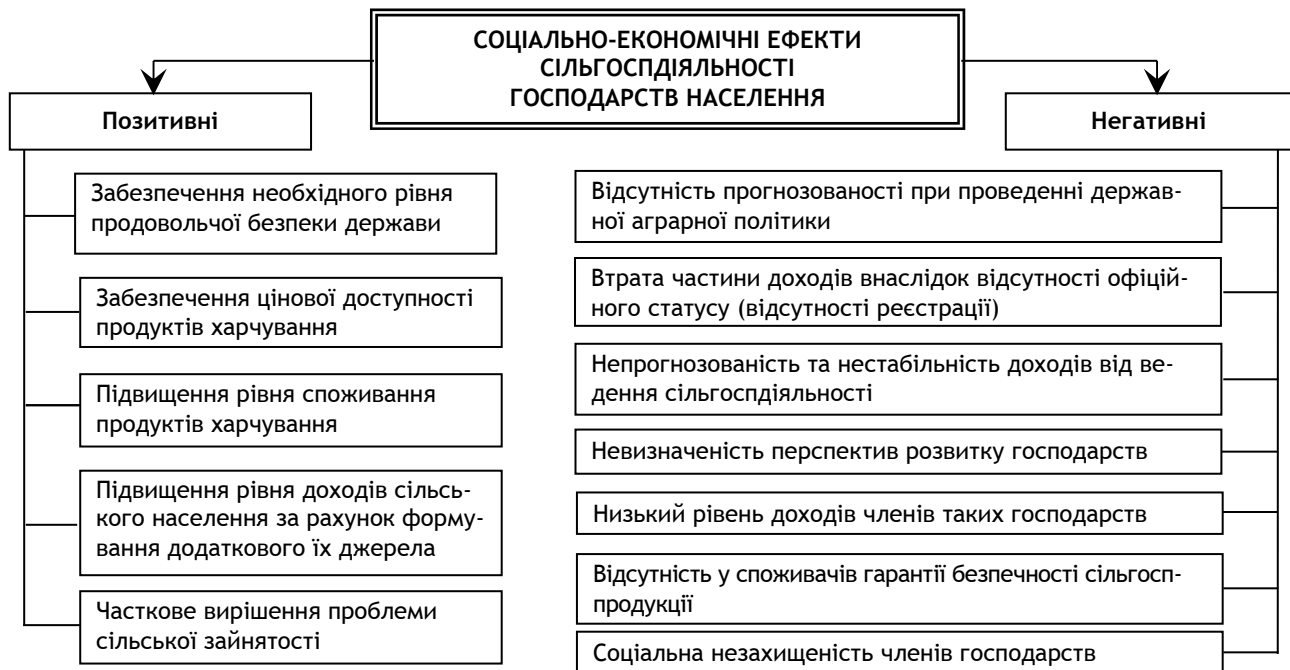 СОЦІАЛЬНО-ЕКОНОМІЧНІ ЕФЕКТИ
СІЛЬГОСПДІЯЛЬНОСТІ
ГОСПОДАРСТВ НАСЕЛЕННЯ
Позитивні
Забезпечення необхідного рівня
продовольчої безпеки держави
Забезпечення цінової доступності
продуктів харчування
Підвищення рівня споживання
продуктів харчування
Підвищення рівня доходів сільсь-
кого населення за рахунок форму-
вання додаткового їх джерела
Часткове вирішення проблеми
сільської зайнятості
Негативні
Відсутність прогнозованості при проведенні держав-
ної аграрної політики
Втрата частини доходів внаслідок відсутності офіцій-
ного статусу (відсутності реєстрації)
Непрогнозованість та нестабільність доходів від ве-
дення сільгоспдіяльності
Невизначеність перспектив розвитку господарств
Низький рівень доходів членів таких господарств
Відсутність у споживачів гарантії безпечності сільгосп-
продукції
Соціальна незахищеність членів господарств